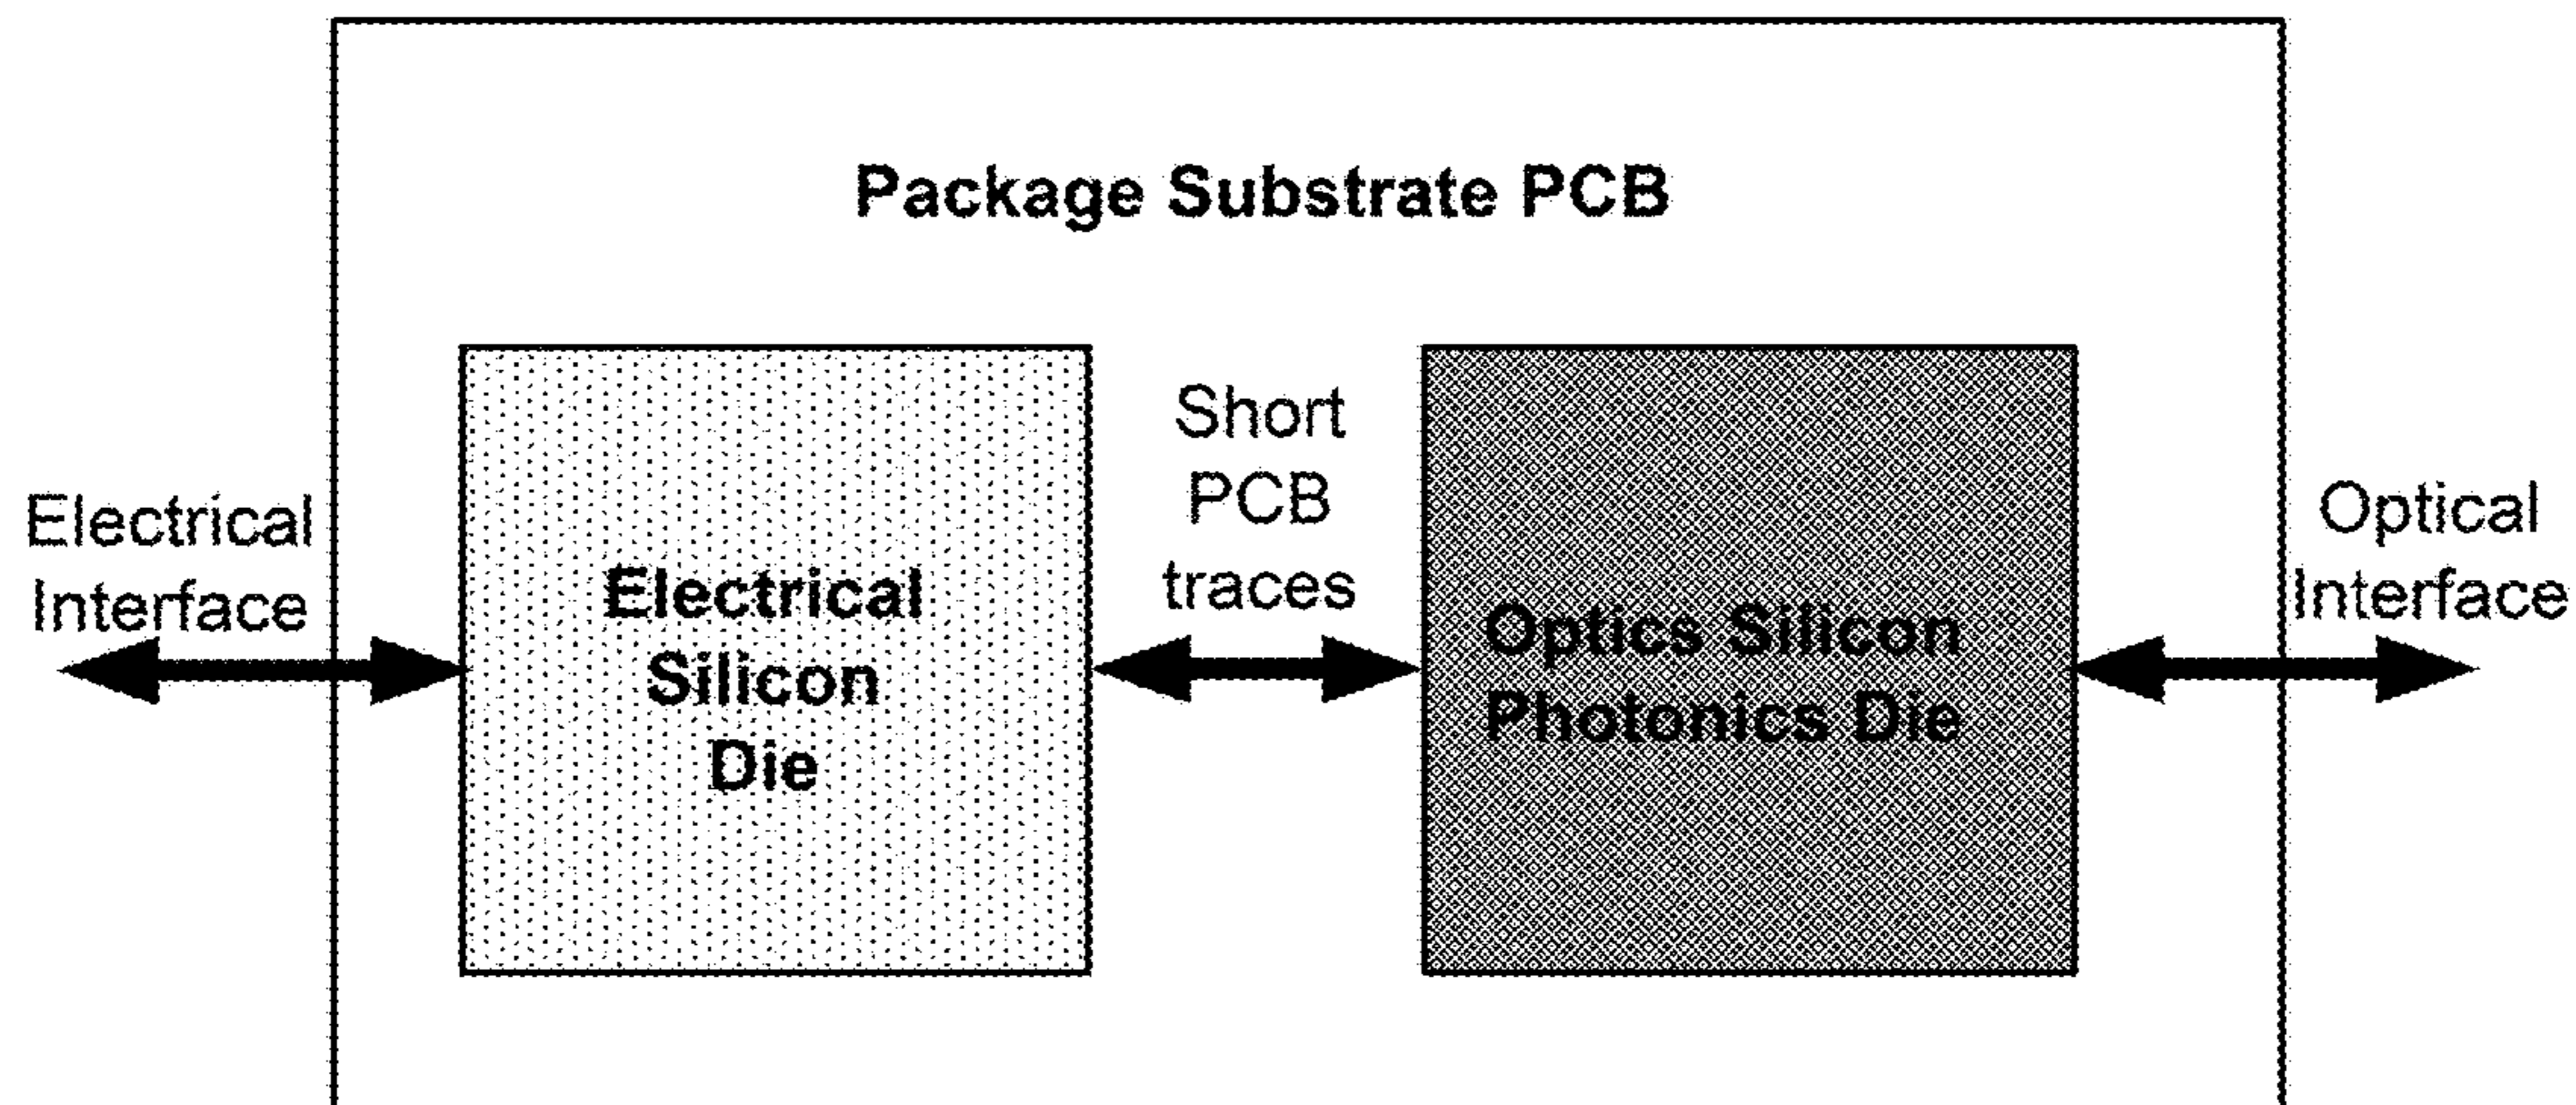 Package Substrate PCB
Electrical
Interface
Electrical
Silicon
Die
Short
PCB
traces
Optics Silicon
Photonics Die
Optical
Interface